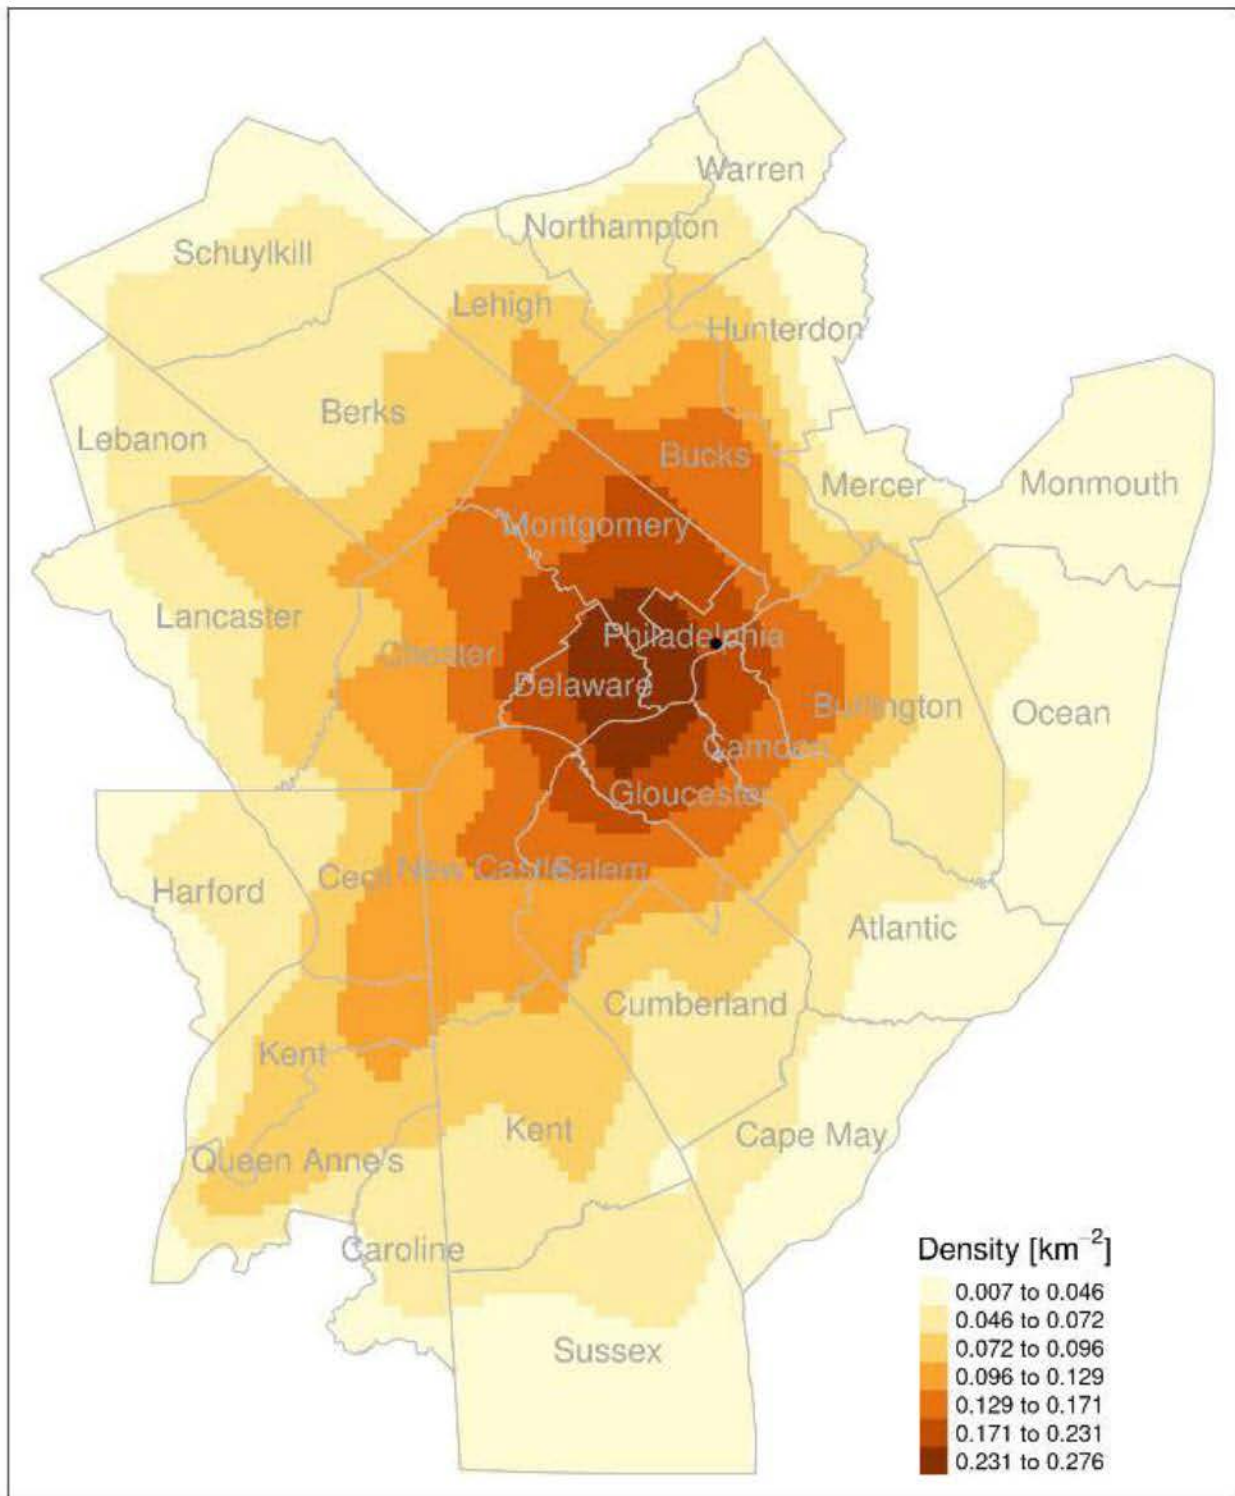 Warren
Northampton
Schuylkill
Lehigh
Hunterdon
Berks
Lebanon
Bucks
Mercer
Monmouth
Montgomery
Lancaster
Philadelphia
Chester
Delaware
Burlington
Ocean
Camden
Gloucester
Cecil
New Castle
Salem
Harford
Atlantic
Cumberland
Kent
Kent
Cape May
Queen Anne's
Caroline
Sussex
Density [km⁻²]
0.007 to 0.046
0.046 to 0.072
0.072 to 0.096
0.096 to 0.129
0.129 to 0.171
0.171 to 0.231
0.231 to 0.276